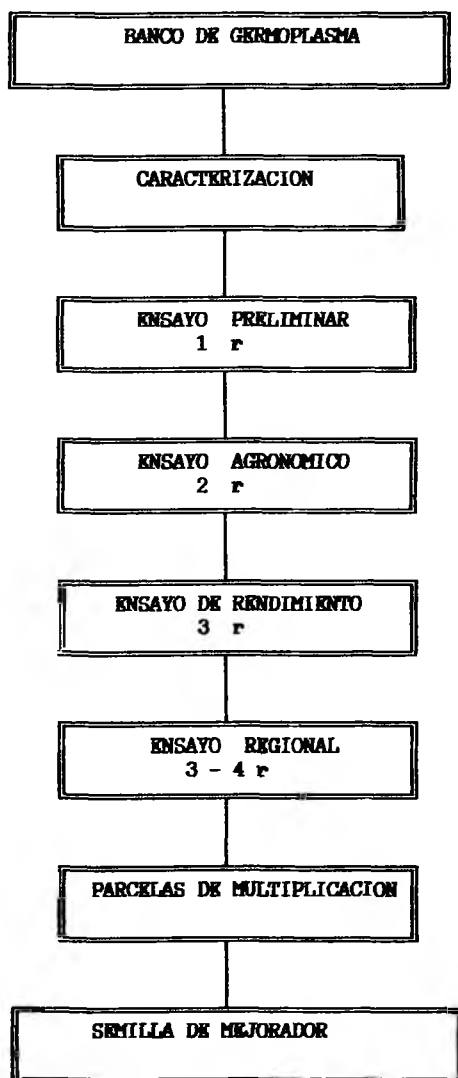 BANCO DE GERMOPLASMA
CARACTERIZACION
ENSAYO PRELIMINAR
1 r
ENSAYO AGRONOMICO
2 r
ENSAYO DE RENDIMIENTO
3 r
ENSAYO REGIONAL
3 - 4 r
PARCELAS DE MULTIPLICACION
SEMILLA DE MEJORADOR